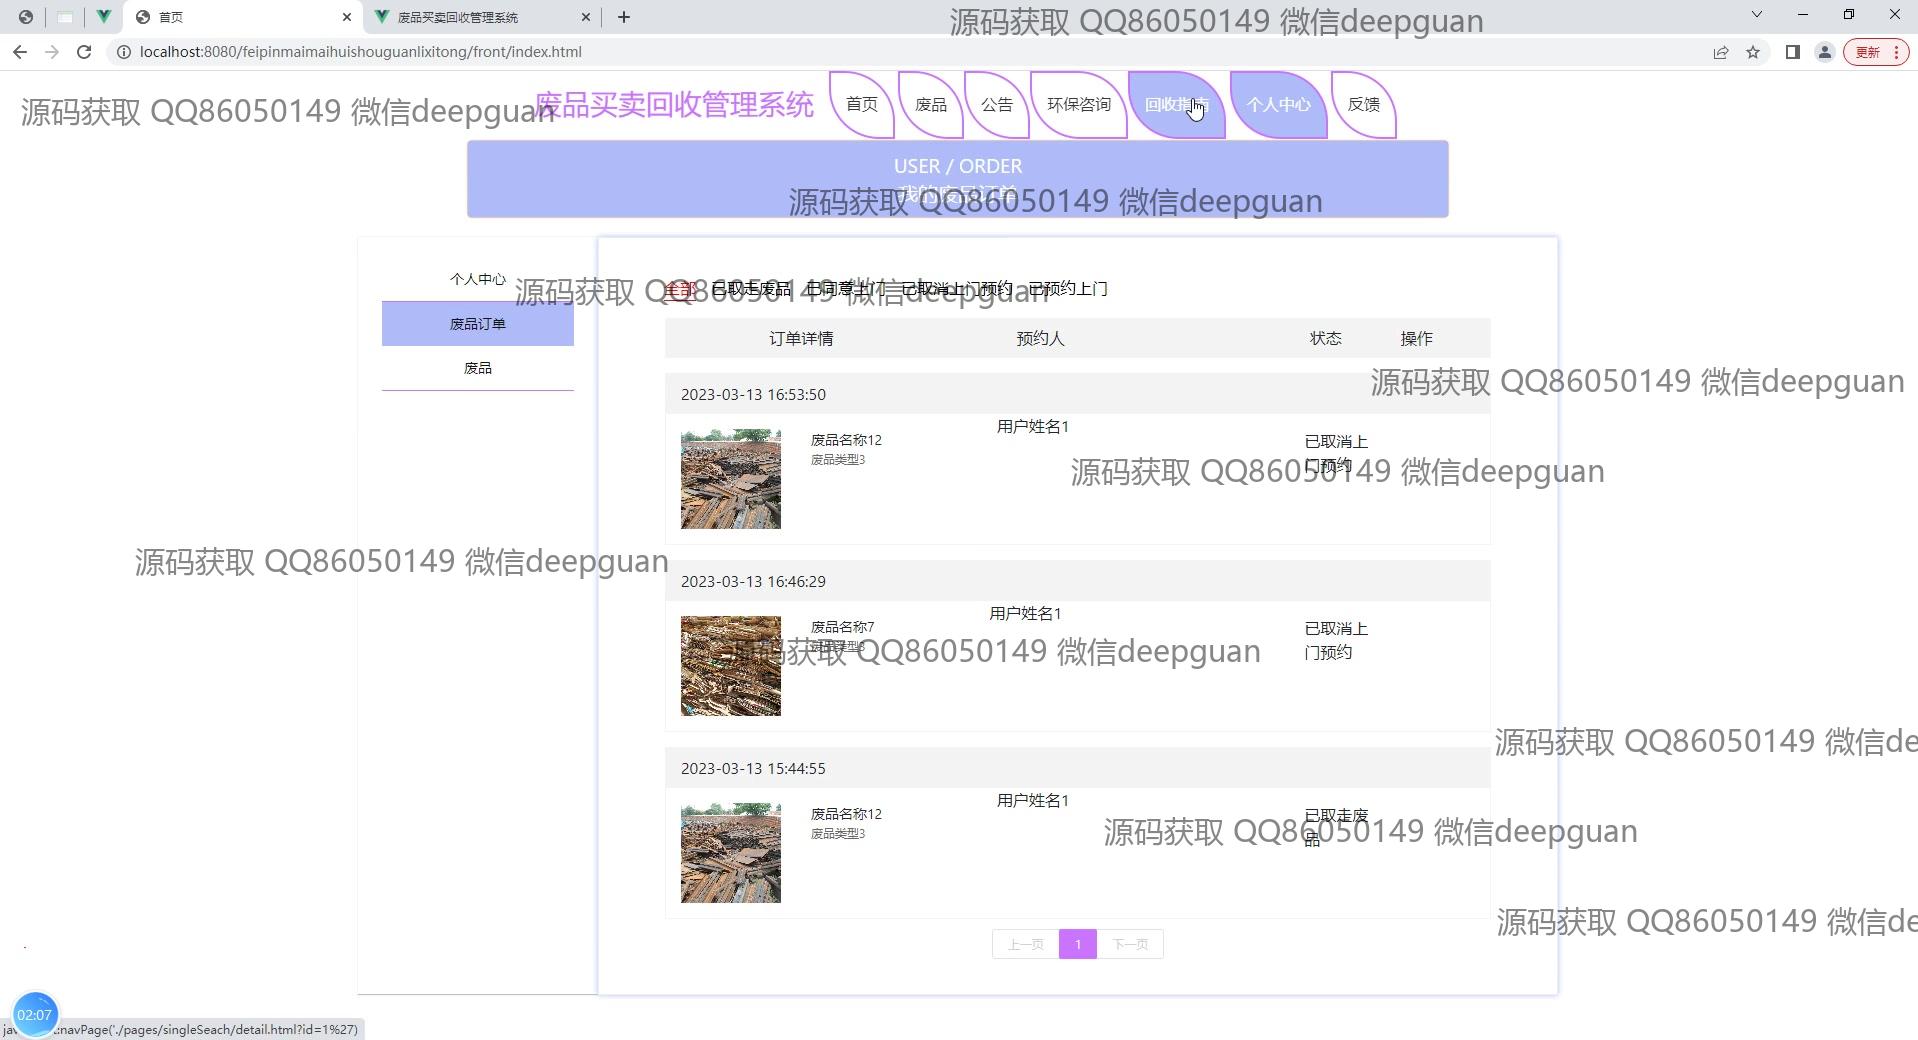 首页
废品买卖回收管理系统
源码获取 QQ86050149 微信deepguan
localhost:8080/feipinmaimaihuishouguanlixitong/front/index.html
更新
源码获取 QQ86050149 微信deepguan
废品买卖回收管理系统
首页
废品
公告
环保咨询
回收指南
个人中心
反馈
USER / ORDER
我的废品订单
源码获取 QQ86050149 微信deepguan
个人中心
废品订单
废品
源码获取 QQ86050149 微信deepguan
全部 已取走废品 已同意上门 已取消上门预约 已预约上门
订单详情 预约人 状态 操作
源码获取 QQ86050149 微信deepguan
2023-03-13 16:53:50
废品名称12
废品类型3
用户姓名1
已取消上
门预约
源码获取 QQ86050149 微信deepguan
源码获取 QQ86050149 微信deepguan
2023-03-13 16:46:29
废品名称7
废品类型3
用户姓名1
已取消上
门预约
源码获取 QQ86050149 微信deepguan
源码获取 QQ86050149 微信de
2023-03-13 15:44:55
废品名称12
废品类型3
用户姓名1
已取走废
品
源码获取 QQ86050149 微信deepguan
源码获取 QQ86050149 微信de
上一页 1 下一页
02:07
:navPage('./pages/singleSeach/detail.html?id=1%27)